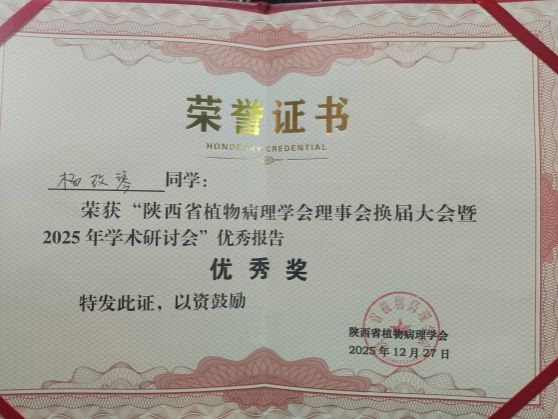 荣誉证书
HONORARY CREDENTIAL
杨改琴 同学：
荣获“陕西省植物病理学会理事会换届大会暨
2025年学术研讨会”优秀报告
优秀奖
特发此证，以资鼓励
陕西省植物病理学会
2025年12月27日